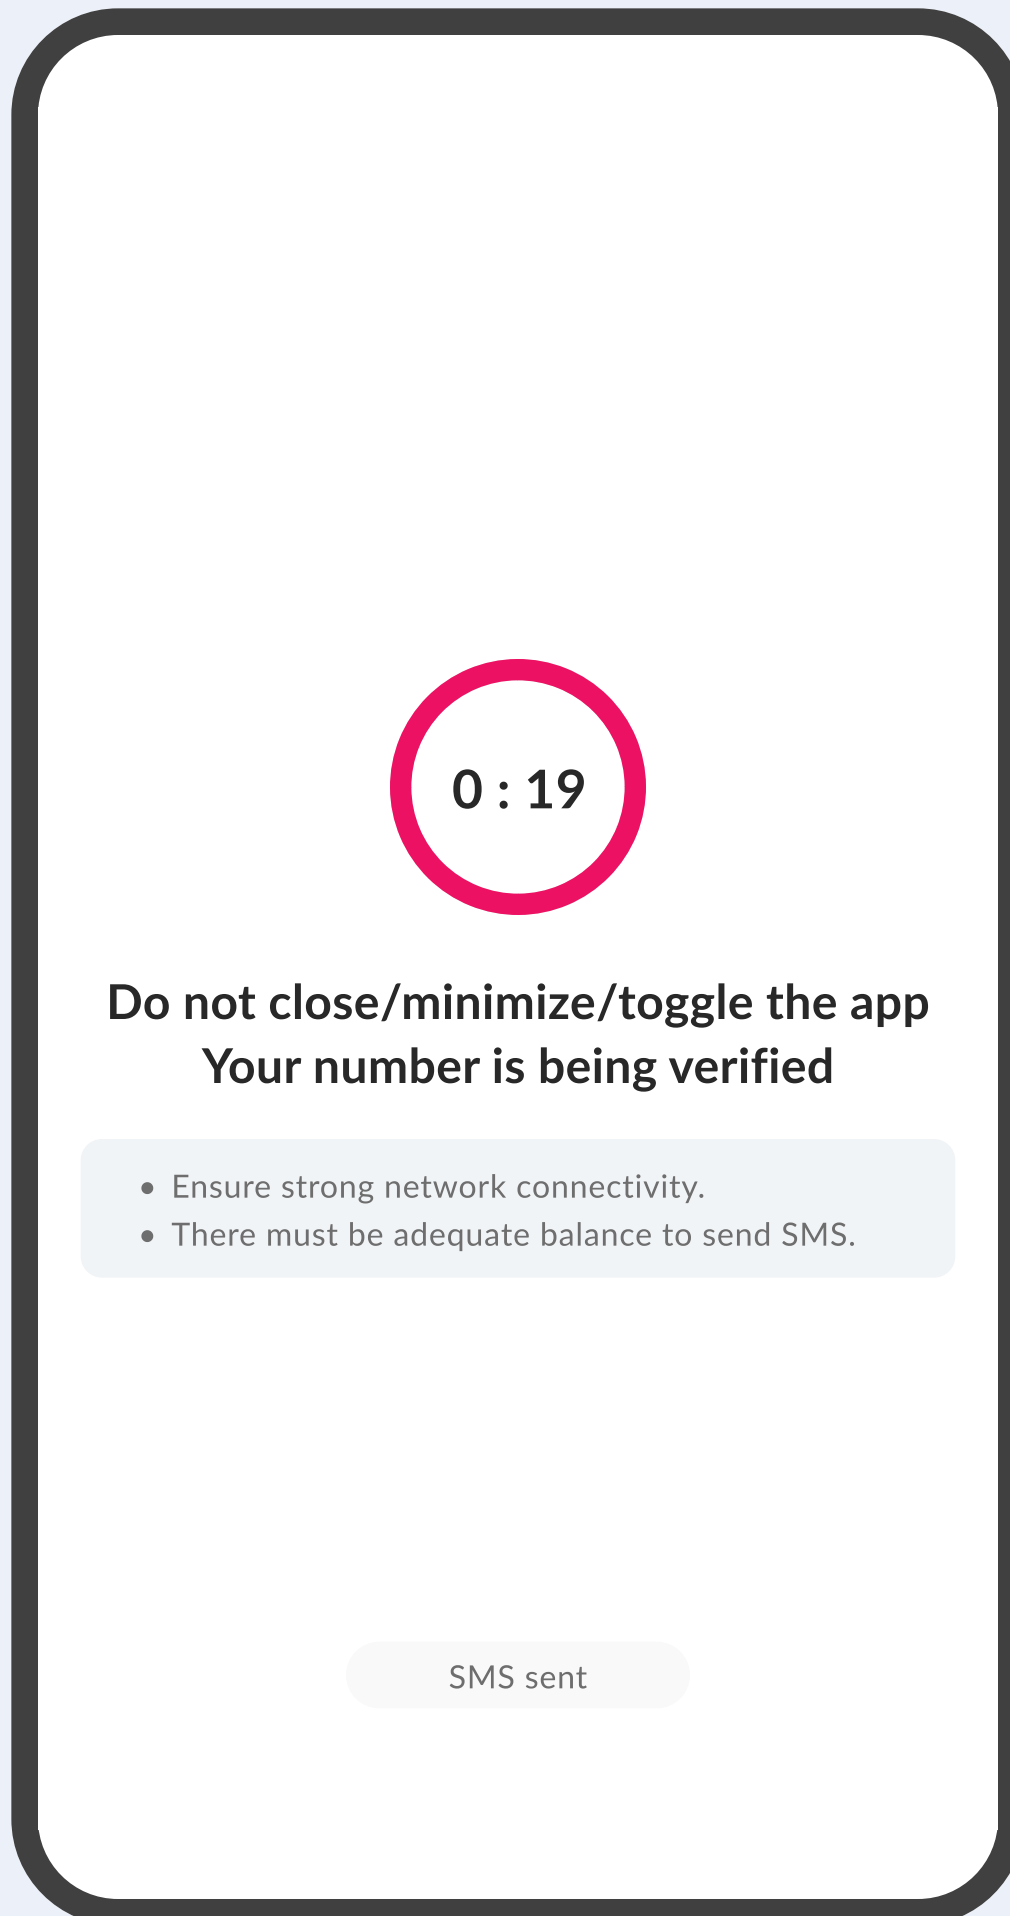 0 : 19
Do not close/minimize/toggle the app
Your number is being verified
• Ensure strong network connectivity.
• There must be adequate balance to send SMS.
SMS sent